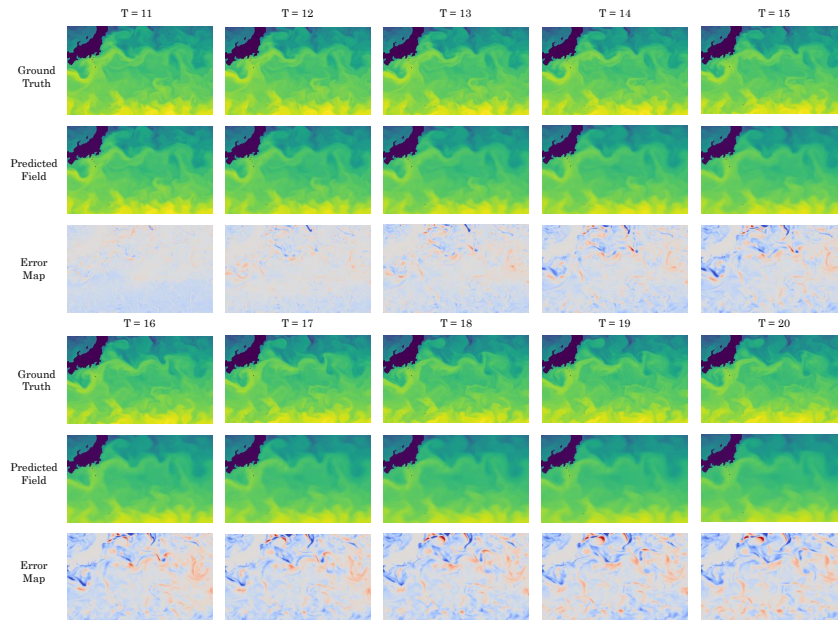 T = 11 T = 12 T = 13 T = 14 T = 15
Ground
Truth
Predicted
Field
Error
Map
T = 16 T = 17 T = 18 T = 19 T = 20
Ground
Truth
Predicted
Field
Error
Map